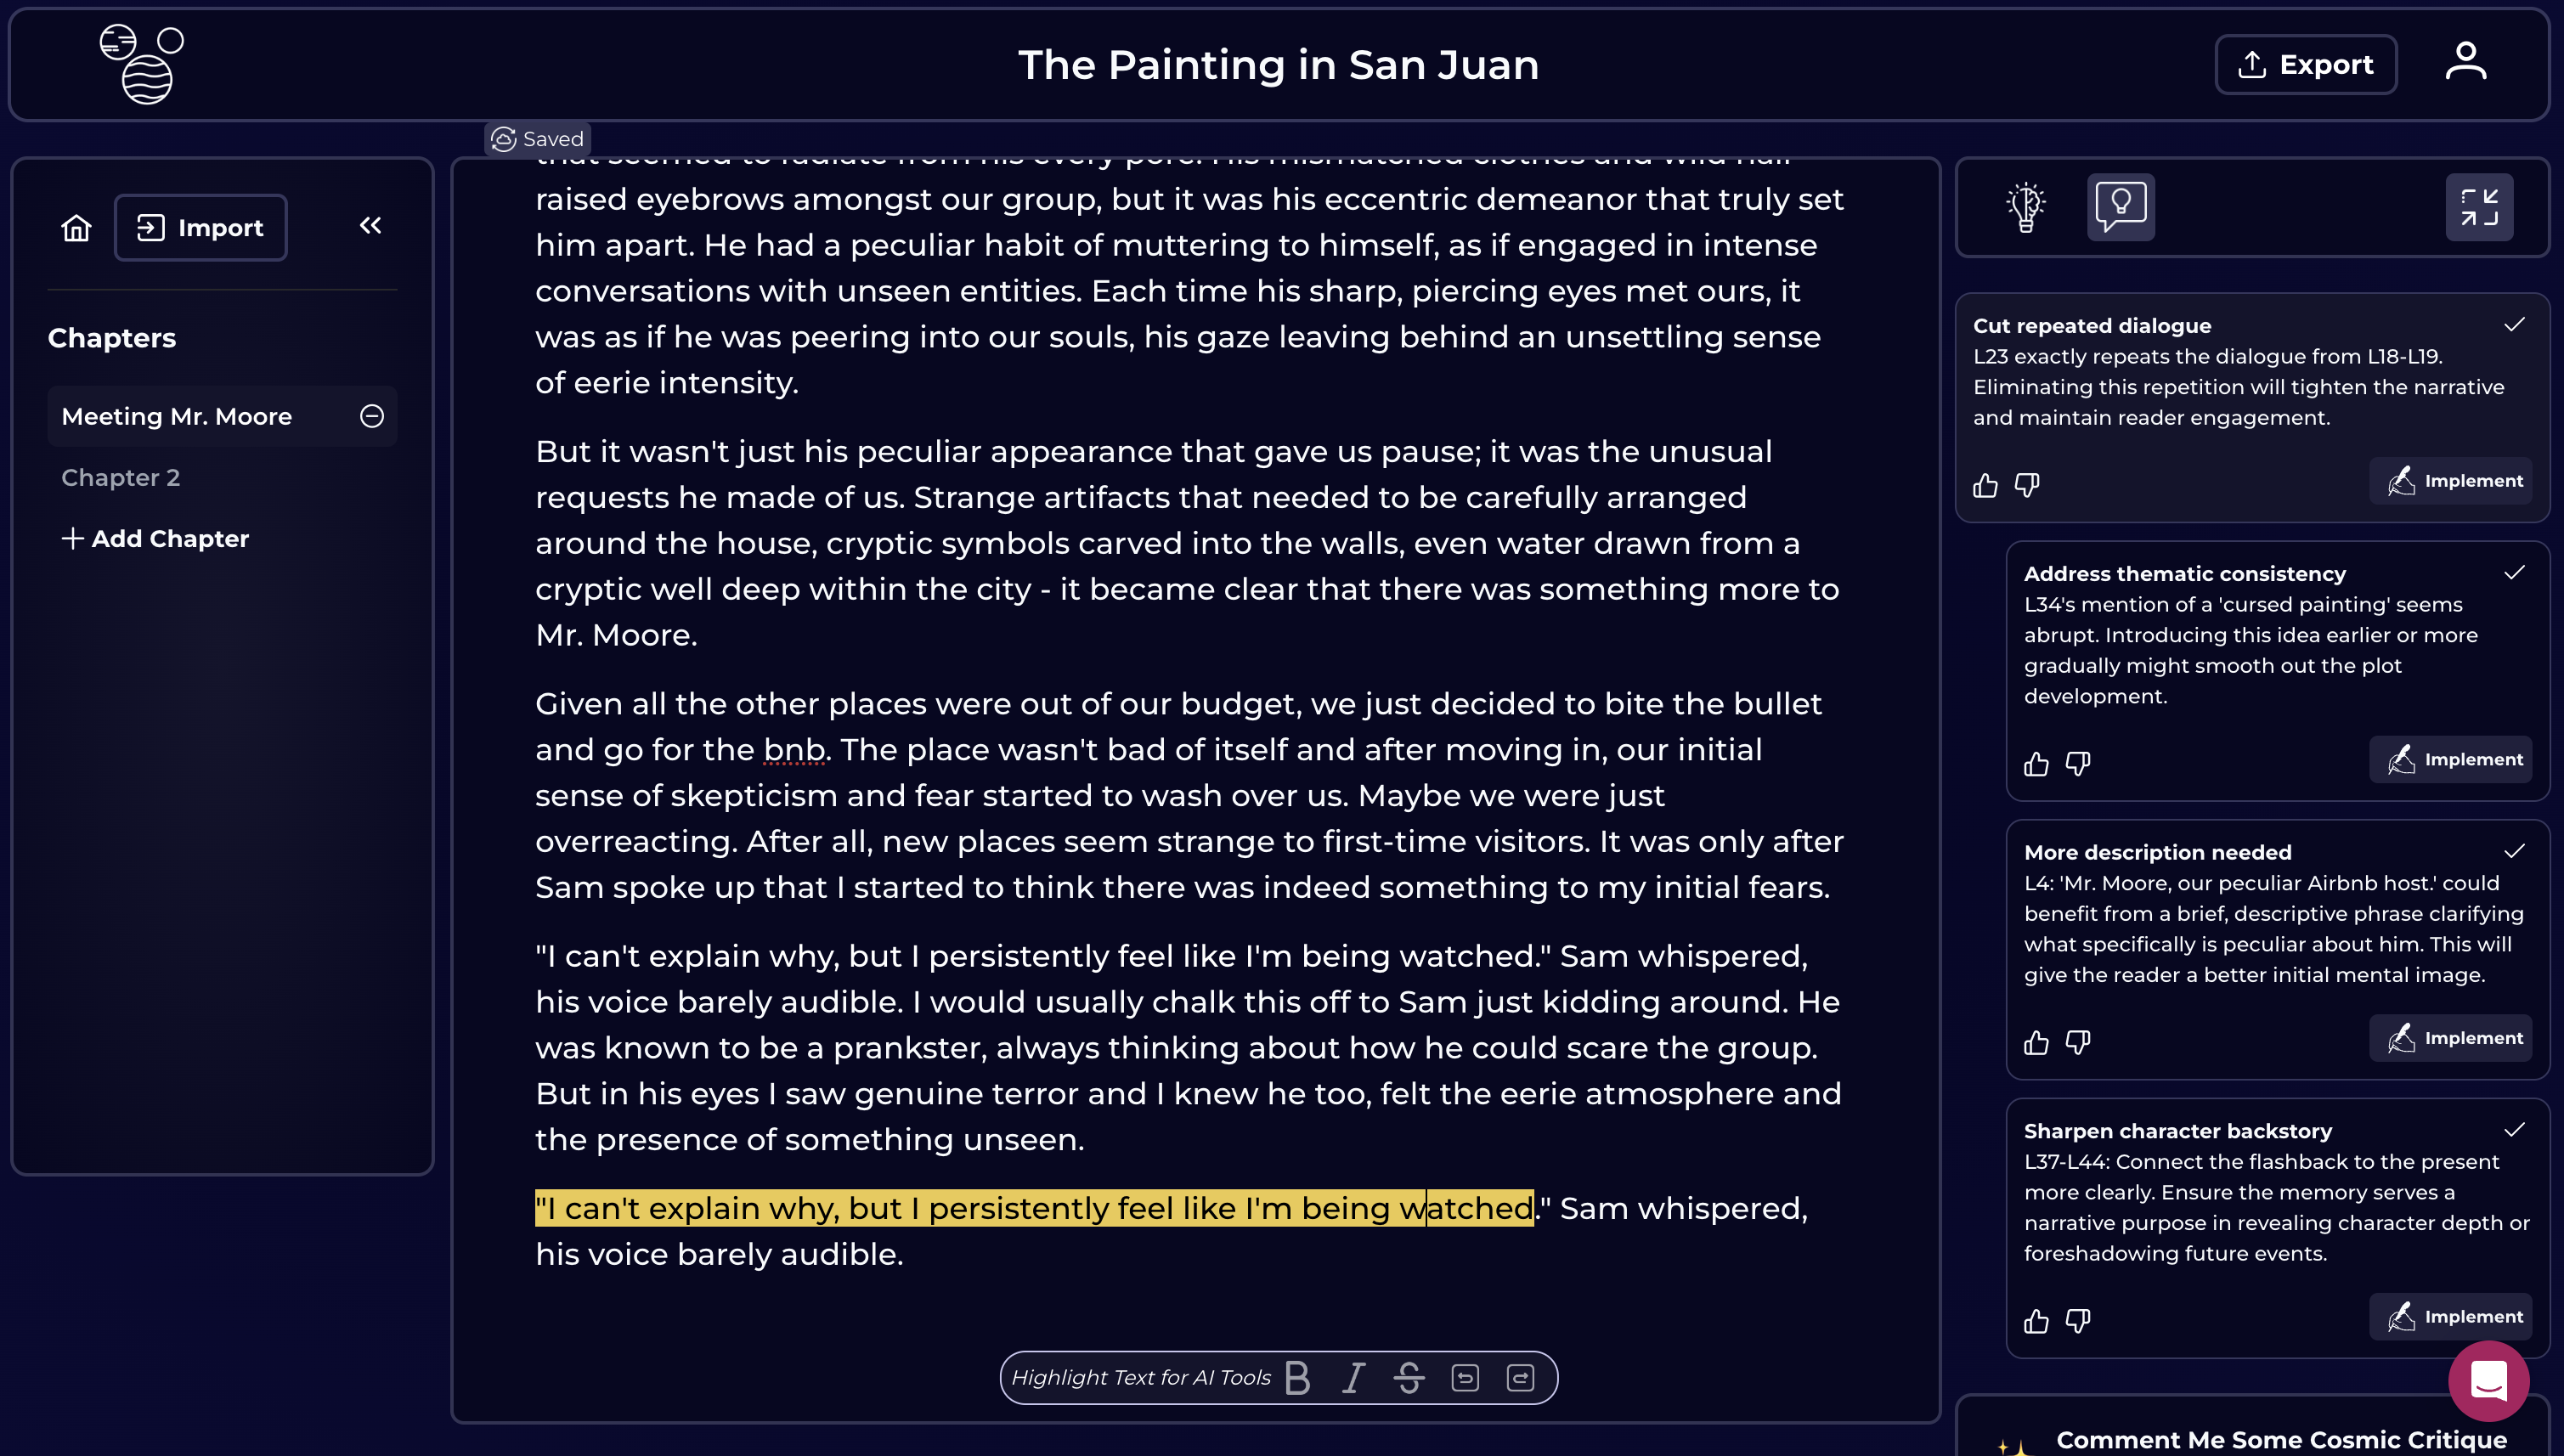 The Painting in San Juan
Export
Saved
Import
Chapters
Meeting Mr. Moore
Chapter 2
Add Chapter
that seemed to radiate from his every pore. His mismatched clothes and wild hair
raised eyebrows amongst our group, but it was his eccentric demeanor that truly set
him apart. He had a peculiar habit of muttering to himself, as if engaged in intense
conversations with unseen entities. Each time his sharp, piercing eyes met ours, it
was as if he was peering into our souls, his gaze leaving behind an unsettling sense
of eerie intensity.
But it wasn't just his peculiar appearance that gave us pause; it was the unusual
requests he made of us. Strange artifacts that needed to be carefully arranged
around the house, cryptic symbols carved into the walls, even water drawn from a
cryptic well deep within the city - it became clear that there was something more to
Mr. Moore.
Given all the other places were out of our budget, we just decided to bite the bullet
and go for the bnb. The place wasn't bad of itself and after moving in, our initial
sense of skepticism and fear started to wash over us. Maybe we were just
overreacting. After all, new places seem strange to first-time visitors. It was only after
Sam spoke up that I started to think there was indeed something to my initial fears.
"I can't explain why, but I persistently feel like I'm being watched." Sam whispered,
his voice barely audible. I would usually chalk this off to Sam just kidding around. He
was known to be a prankster, always thinking about how he could scare the group.
But in his eyes I saw genuine terror and I knew he too, felt the eerie atmosphere and
the presence of something unseen.
"I can't explain why, but I persistently feel like I'm being watched." Sam whispered,
his voice barely audible.
Highlight Text for AI Tools B I S
Cut repeated dialogue
L23 exactly repeats the dialogue from L18-L19.
Eliminating this repetition will tighten the narrative
and maintain reader engagement.
Implement
Address thematic consistency
L34's mention of a 'cursed painting' seems
abrupt. Introducing this idea earlier or more
gradually might smooth out the plot
development.
Implement
More description needed
L4: 'Mr. Moore, our peculiar Airbnb host.' could
benefit from a brief, descriptive phrase clarifying
what specifically is peculiar about him. This will
give the reader a better initial mental image.
Implement
Sharpen character backstory
L37-L44: Connect the flashback to the present
more clearly. Ensure the memory serves a
narrative purpose in revealing character depth or
foreshadowing future events.
Implement
Comment Me Some Cosmic Critique